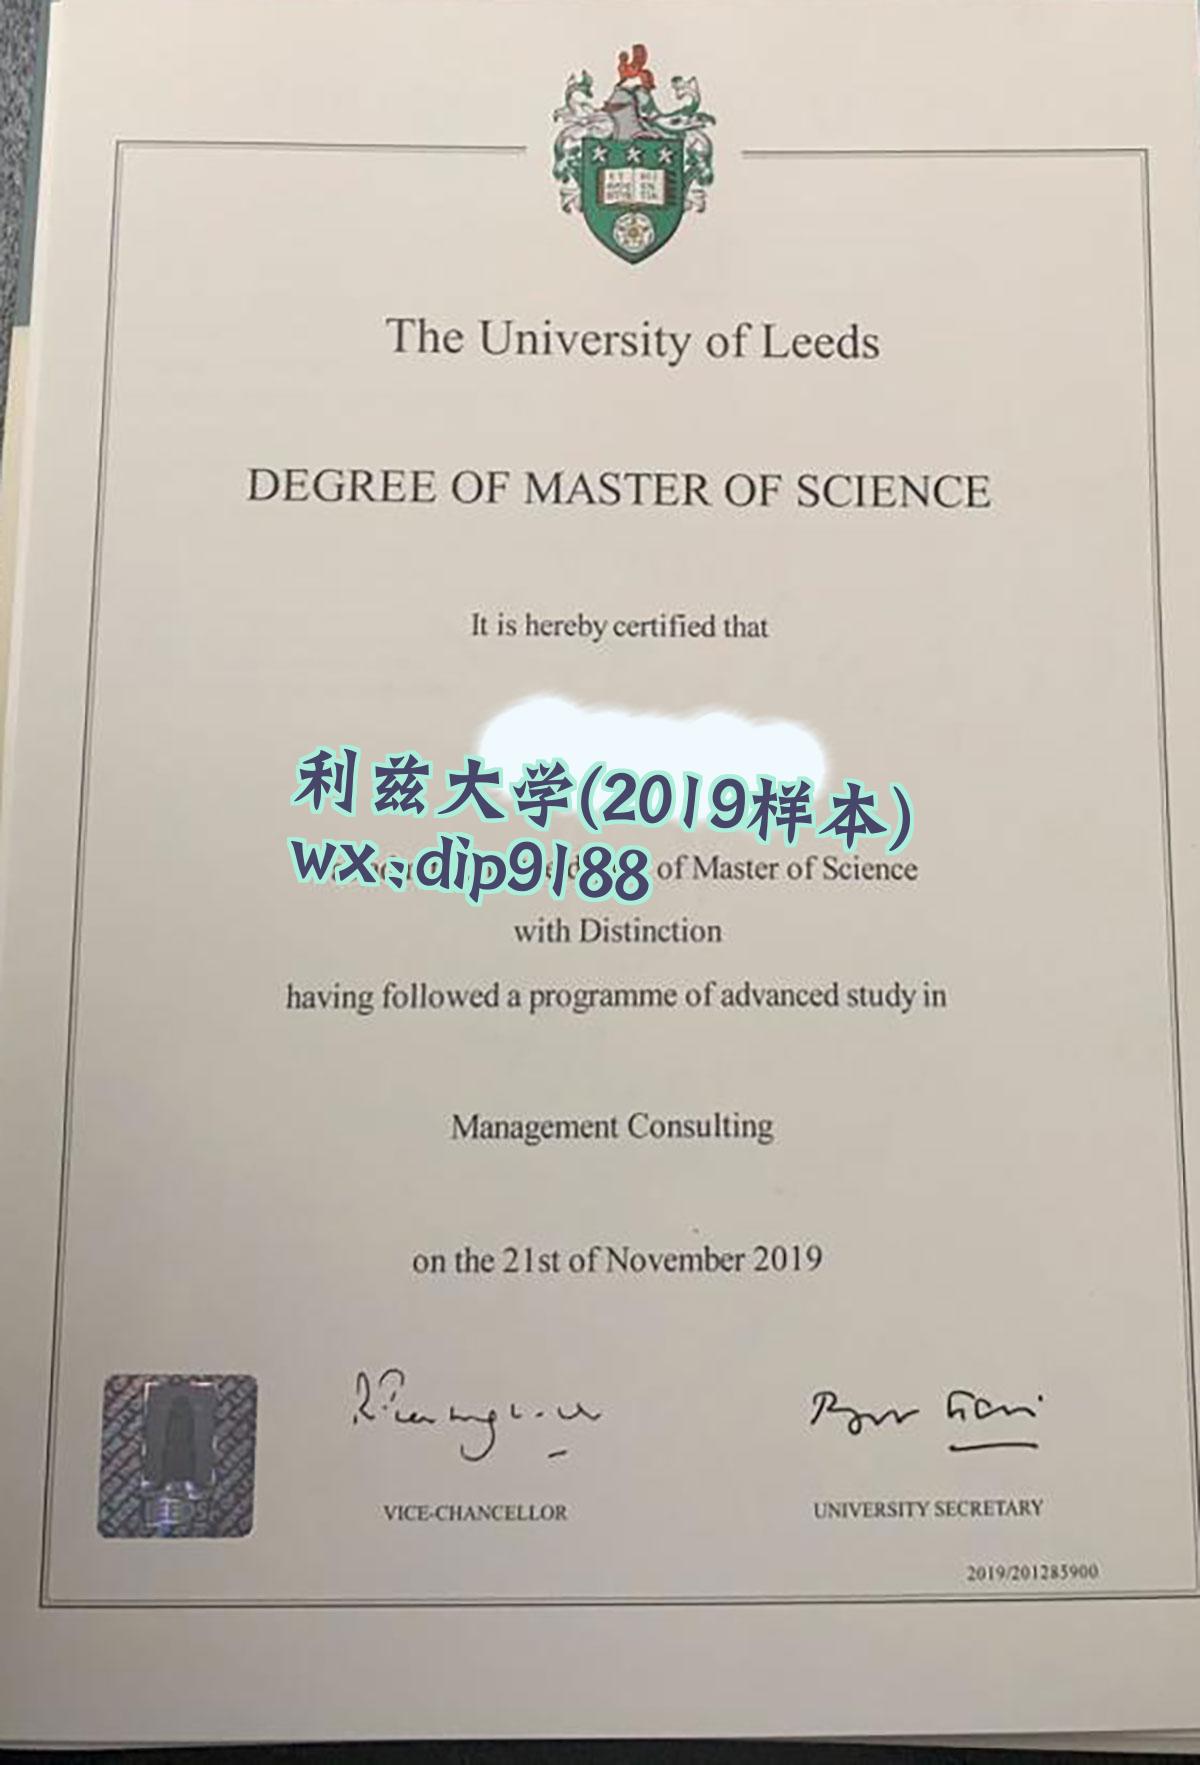 The University of Leeds
DEGREE OF MASTER OF SCIENCE
It is hereby certified that
利兹大学(2019样本)
wx:dip9188
of Master of Science
with Distinction
having followed a programme of advanced study in
Management Consulting
on the 21st of November 2019
VICE-CHANCELLOR
UNIVERSITY SECRETARY
2019/201285900